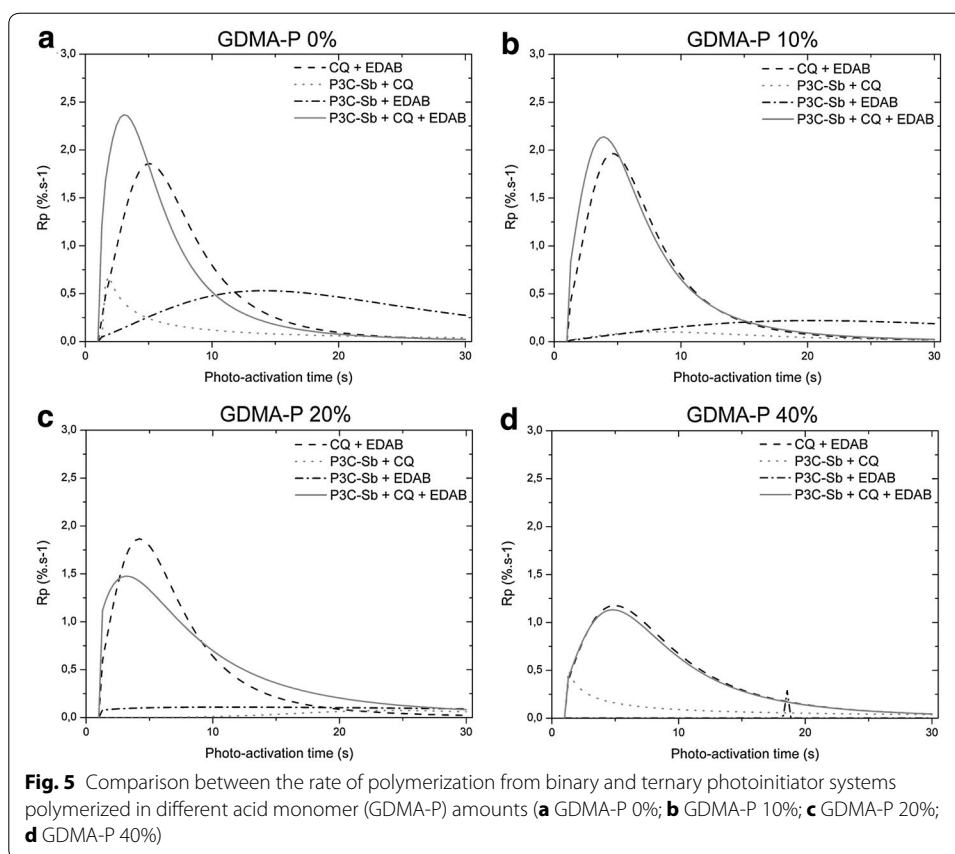 a
GDMA-P 0%
3,0
2,5
2,0
1,5
1,0
0,5
0,0
Rp (%.s-1)
CQ + EDAB
P3C-Sb + CQ
P3C-Sb + EDAB
P3C-Sb + CQ + EDAB
0 10 20 30
Photo-activation time (s)
b
GDMA-P 10%
3,0
2,5
2,0
1,5
1,0
0,5
0,0
Rp (%.s-1)
CQ + EDAB
P3C-Sb + CQ
P3C-Sb + EDAB
P3C-Sb + CQ + EDAB
0 10 20 30
Photo-activation time (s)
c
GDMA-P 20%
3,0
2,5
2,0
1,5
1,0
0,5
0,0
Rp (%.s-1)
CQ + EDAB
P3C-Sb + CQ
P3C-Sb + EDAB
P3C-Sb + CQ + EDAB
0 10 20 30
Photo-activation time (s)
d
GDMA-P 40%
3,0
2,5
2,0
1,5
1,0
0,5
0,0
Rp (%.s-1)
CQ + EDAB
P3C-Sb + CQ
P3C-Sb + EDAB
P3C-Sb + CQ + EDAB
0 10 20 30
Photo-activation time (s)
Fig. 5 Comparison between the rate of polymerization from binary and ternary photoinitiator systems
polymerized in different acid monomer (GDMA-P) amounts (a GDMA-P 0%; b GDMA-P 10%; c GDMA-P 20%;
d GDMA-P 40%)